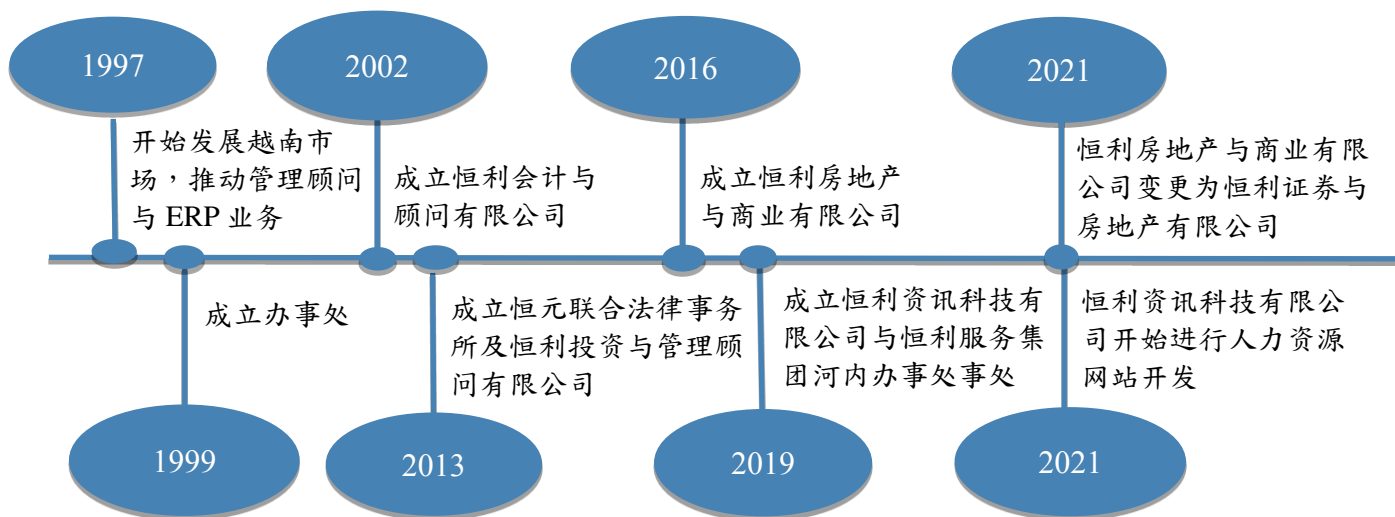 1997
开始发展越南市
场，推动管理顾问
与 ERP 业务
1999
成立办事处
2002
成立恒利会计与
顾问有限公司
2013
成立恒元联合法律事务
所及恒利投资与管理顾
问有限公司
2016
成立恒利房地产
与商业有限公司
2019
成立恒利资讯科技有
限公司与恒利服务集
团河内办事处事处
2021
恒利房地产与商业有限
公司变更为恒利证券与
房地产有限公司
2021
恒利资讯科技有限公
司开始进行人力资源
网站开发